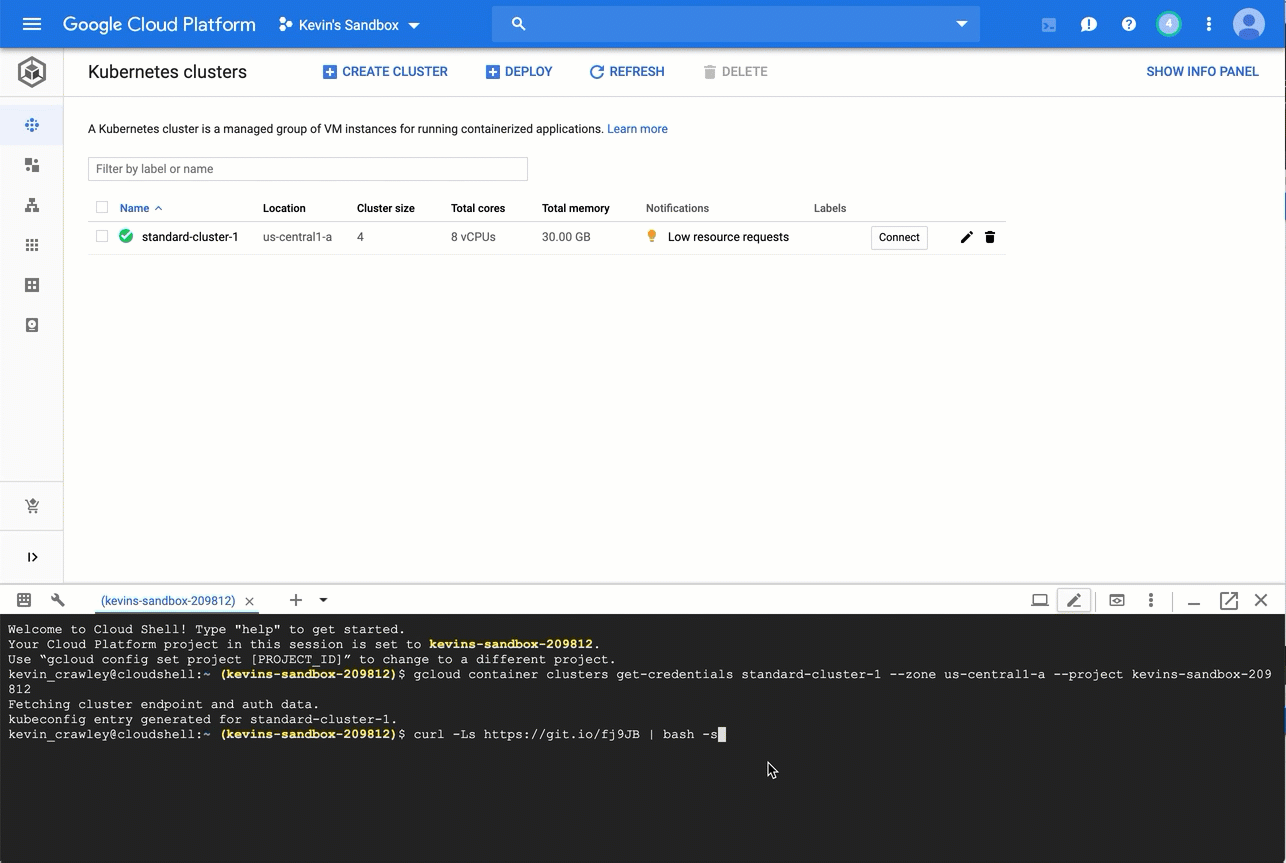 Google Cloud Platform Kevin's Sandbox 4
Kubernetes clusters CREATE CLUSTER DEPLOY REFRESH DELETE SHOW INFO PANEL
A Kubernetes cluster is a managed group of VM instances for running containerized applications. Learn more
Filter by label or name
Name Location Cluster size Total cores Total memory Notifications Labels
standard-cluster-1 us-central1-a 4 8 vCPUs 30.00 GB Low resource requests Connect
(kevins-sandbox-209812)
Welcome to Cloud Shell! Type "help" to get started.
Your Cloud Platform project in this session is set to kevins-sandbox-209812.
Use “gcloud config set project [PROJECT_ID]” to change to a different project.
kevin_crawley@cloudshell:~ (kevins-sandbox-209812)$ gcloud container clusters get-credentials standard-cluster-1 --zone us-central1-a --project kevins-sandbox-209
812
Fetching cluster endpoint and auth data.
kubeconfig entry generated for standard-cluster-1.
kevin_crawley@cloudshell:~ (kevins-sandbox-209812)$ curl -Ls https://git.io/fj9JB | bash -s